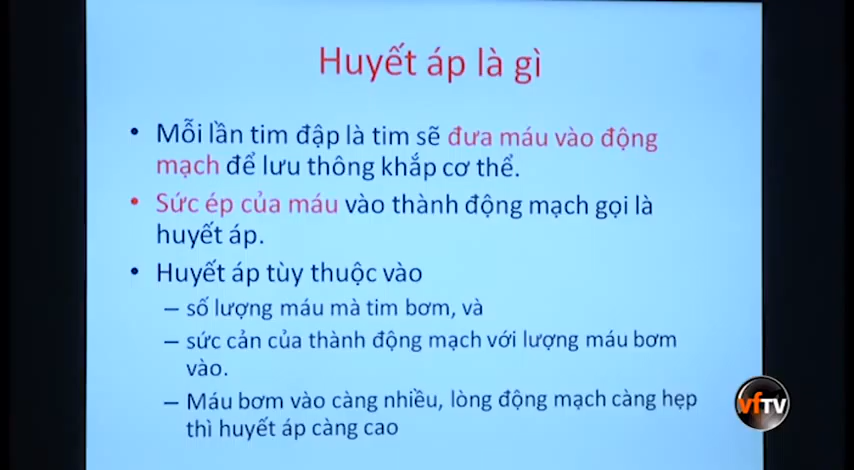 Huyết áp là gì
• Mỗi lần tim đập là tim sẽ đưa máu vào động
mạch để lưu thông khắp cơ thể.
• Sức ép của máu vào thành động mạch gọi là
huyết áp.
• Huyết áp tùy thuộc vào
– số lượng máu mà tim bơm, và
– sức cản của thành động mạch với lượng máu bơm
vào.
– Máu bơm vào càng nhiều, lòng động mạch càng hẹp
thì huyết áp càng cao
vfTV